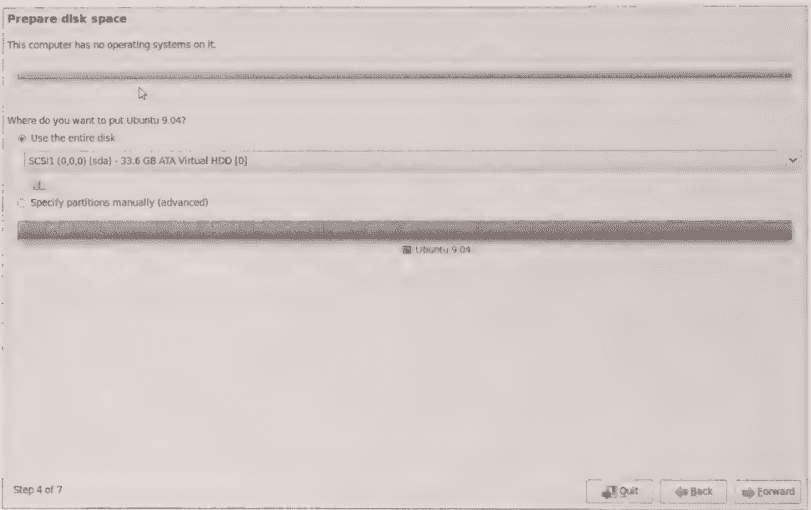 Prepare disk space
This computer has no operating systems on it.
Where do you want to put Ubuntu 9.04?
Use the entire disk
SCSI1 (0,0,0) (sda) - 33.6 GB ATA Virtual HDD [0]
Specify partitions manually (advanced)
Ubuntu 9.04
Step 4 of 7
Quit
Back
Forward